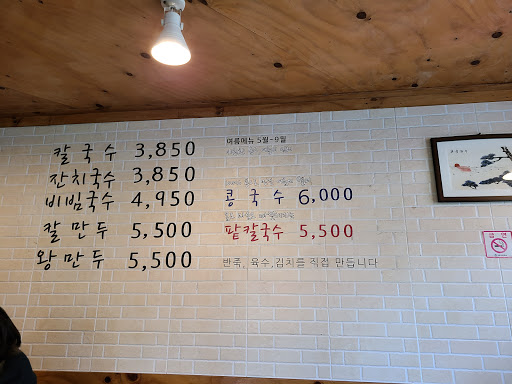 칼국수 3,850
잔치국수 3,850
비빔국수 4,950
칼만두 5,500
왕만두 5,500
여름메뉴 5월~9월
콩국수 6,000
팥칼국수 5,500
반죽, 육수,김치를 직접 만듭니다
금연